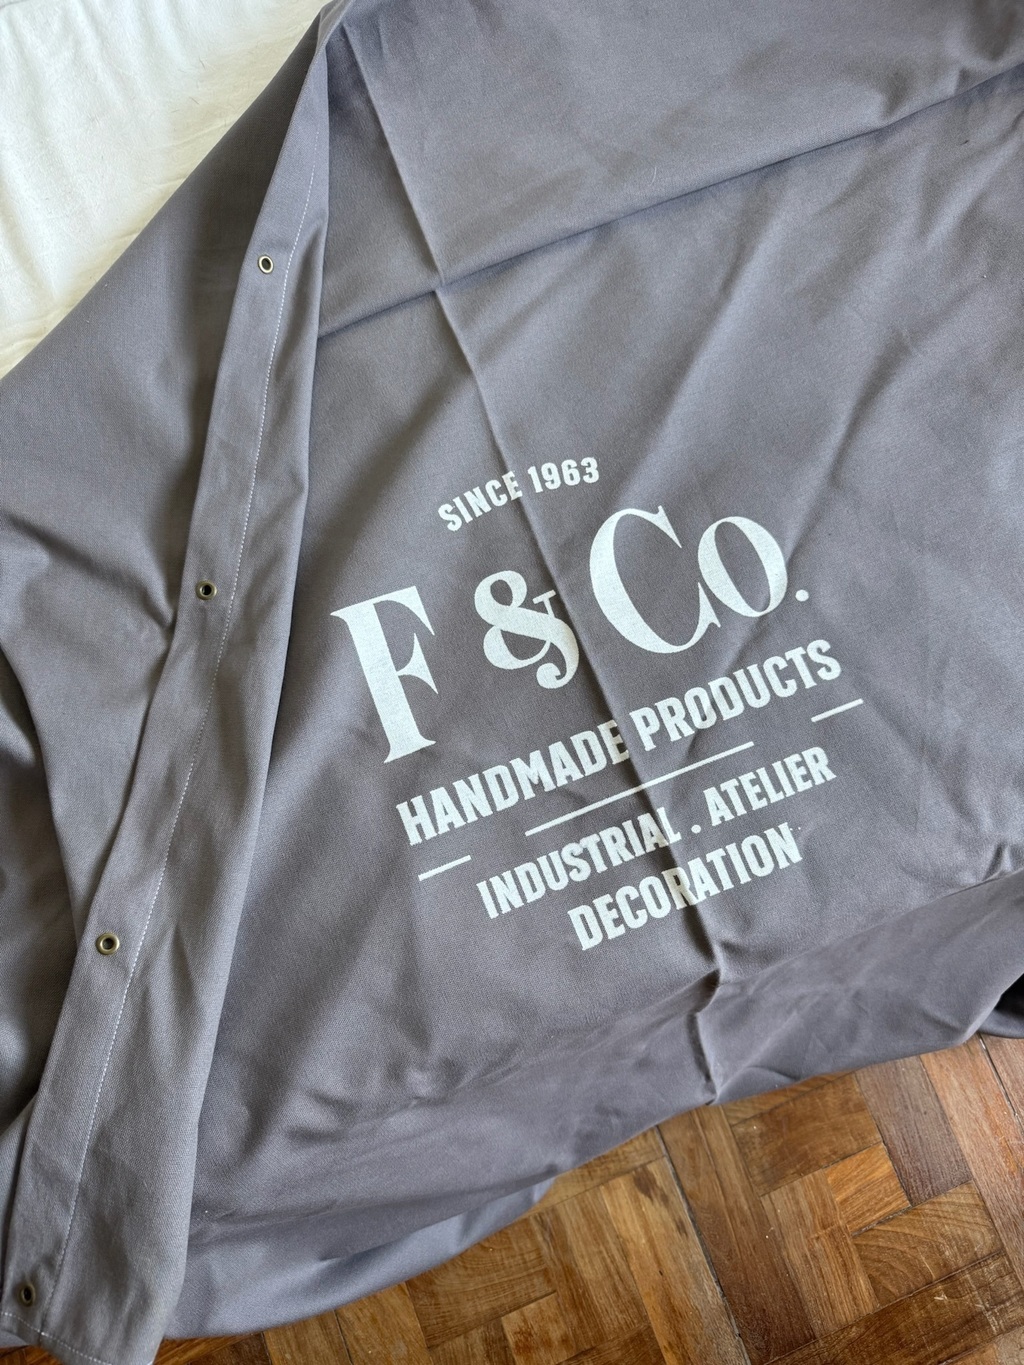 SINCE 1963
F & Co.
HANDMADE PRODUCTS
INDUSTRIAL . ATELIER
DECORATION